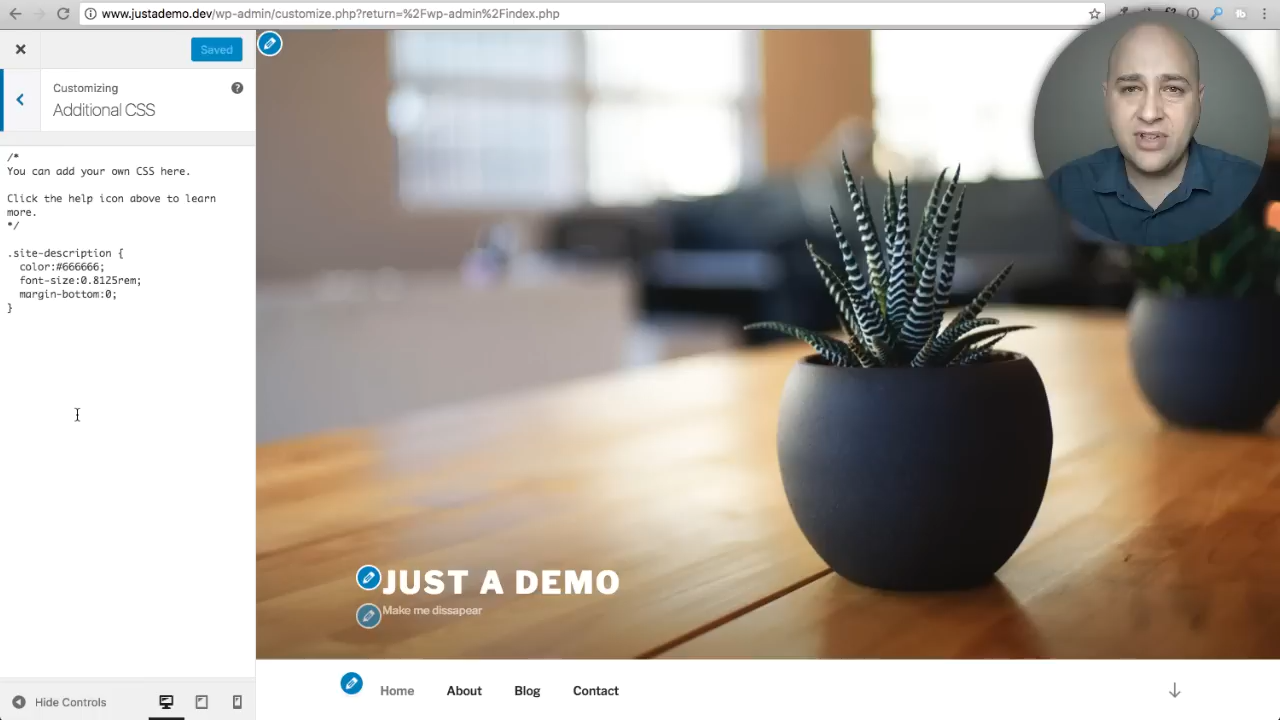 www.justademo.dev/wp-admin/customize.php?return=%2Fwp-admin%2Findex.php
Saved
Customizing
Additional CSS
/*
You can add your own CSS here.
Click the help icon above to learn
more.
*/
.site-description {
color:#666666;
font-size:0.8125rem;
margin-bottom:0;
}
JUST A DEMO
Make me dissapear
Home About Blog Contact
Hide Controls